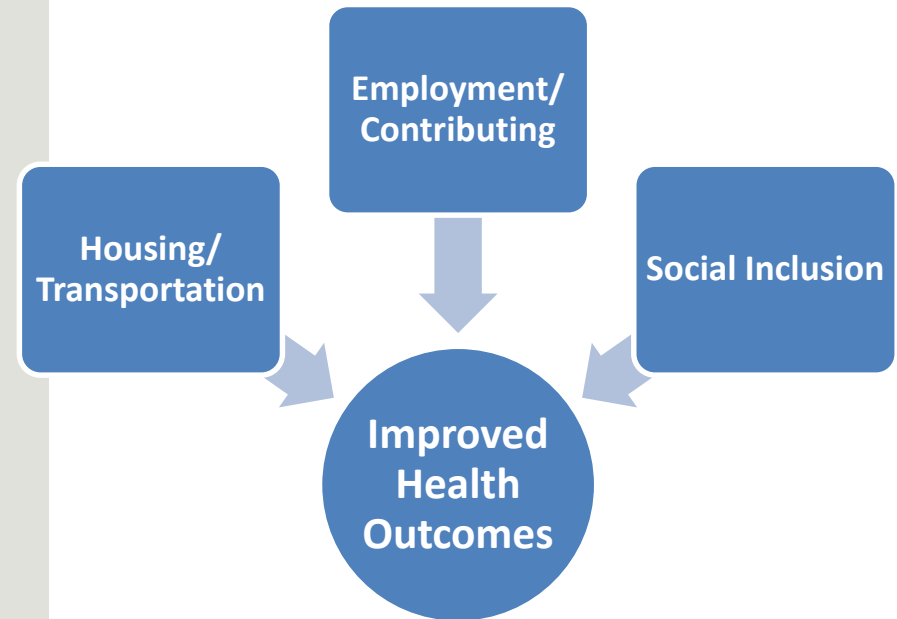 Employment/
Contributing
Housing/
Transportation
Social Inclusion
Improved
Health
Outcomes